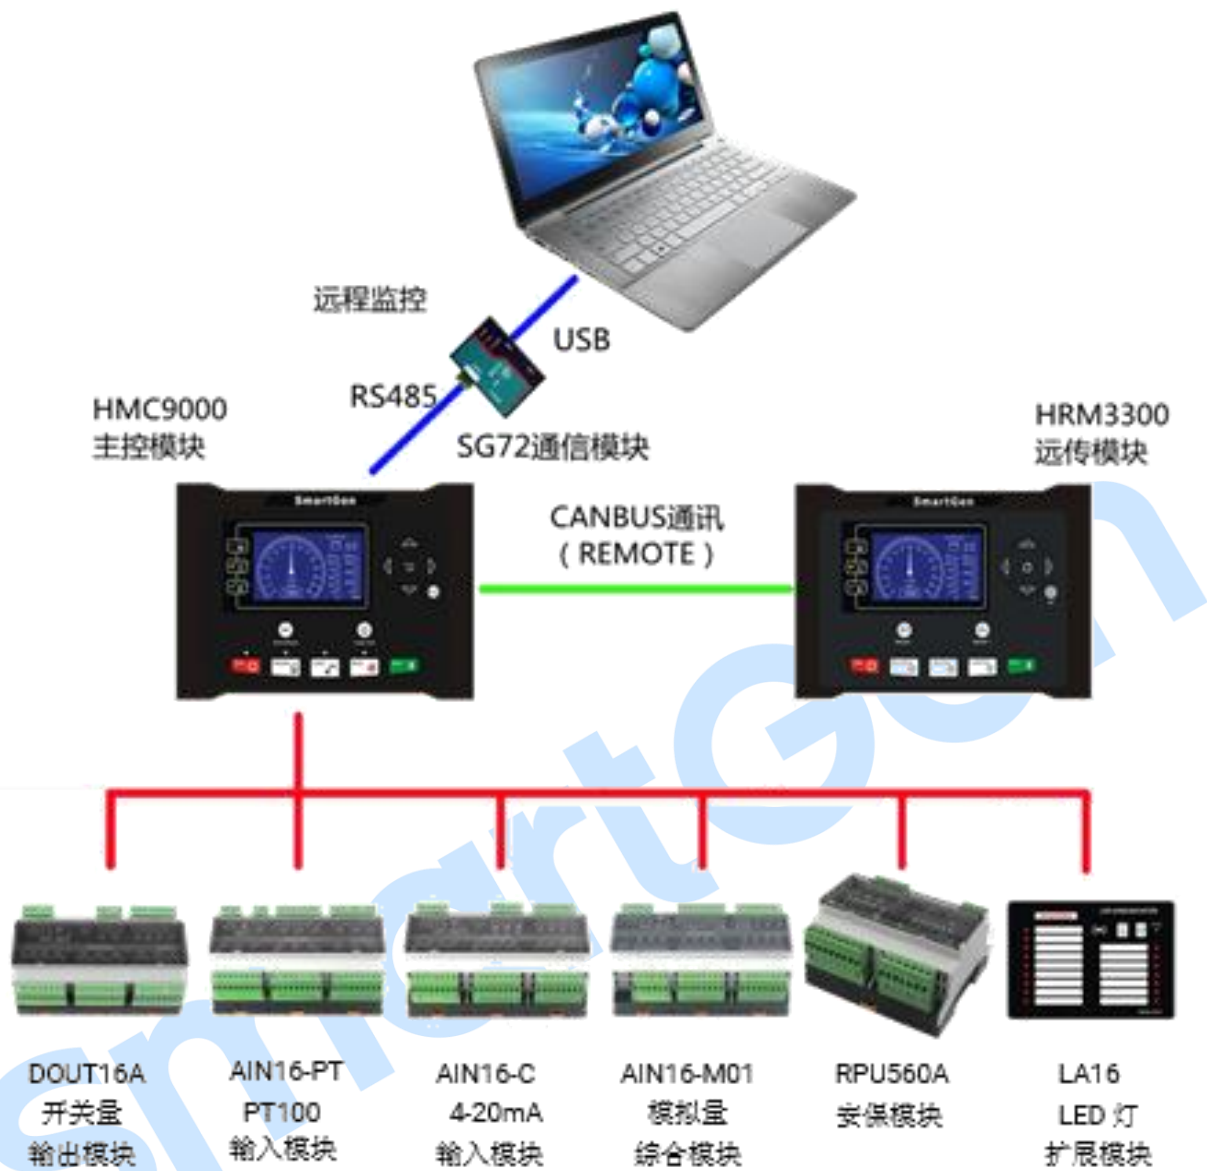 远程监控
USB
RS485
HMC9000
主控模块
SG72通信模块
HRM3300
远传模块
SmartGen
CANBUS通讯
（REMOTE）
SmartGen
DOUT16A
开关量
输出模块
AIN16-PT
PT100
输入模块
AIN16-C
4-20mA
输入模块
AIN16-M01
模拟量
综合模块
RPU560A
安保模块
LA16
LED 灯
扩展模块
SmartGen